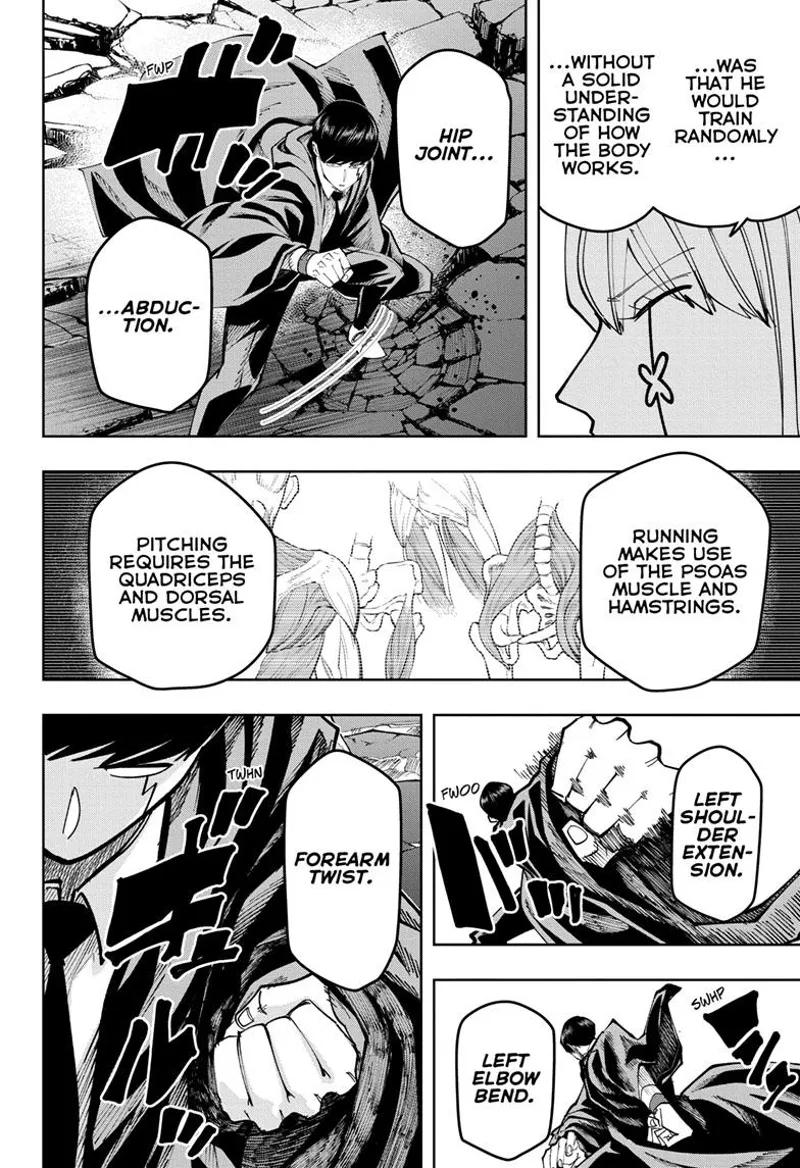 ...WAS
THAT HE
WOULD
TRAIN
RANDOMLY
...
...WITHOUT
A SOLID
UNDER-
STANDING
OF HOW
THE BODY
WORKS.
HIP
JOINT...
FWP
...ABDUC-
TION.
RUNNING
MAKES USE
OF THE PSOAS
MUSCLE AND
HAMSTRINGS.
PITCHING
REQUIRES THE
QUADRICEPS
AND DORSAL
MUSCLES.
LEFT
SHOUL-
DER
EXTEN-
SION.
FWOO
SWHP
LEFT
ELBOW
BEND.
TWHN
FOREARM
TWIST.